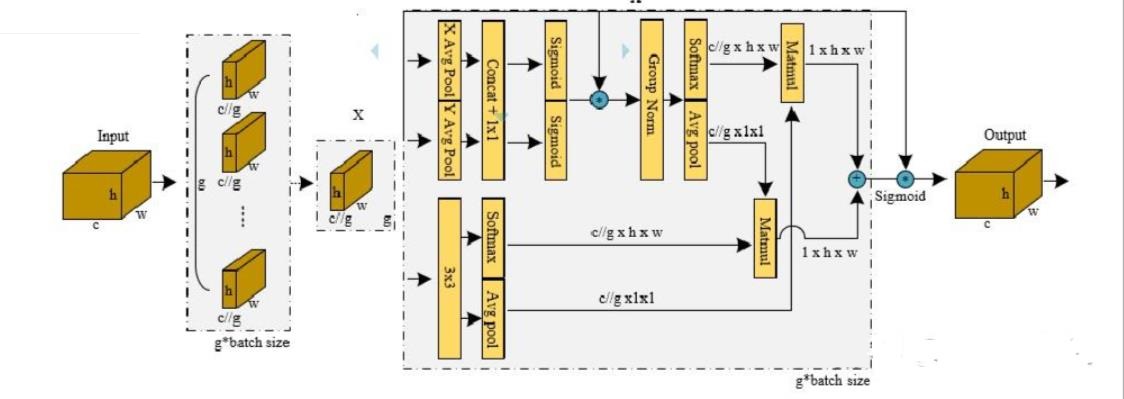 Input
h
w
c
h
w
c//g
h
w
c//g
g
h
w
c//g
g*batch size
X
h
w
c//g
g
X Avg Pool
Y Avg Pool
Concat + 1x1
Sigmoid
Sigmoid
Group Norm
Softmax
Avg pool
c//g x h x w
c//g x1x1
Matmul
1 x h x w
3x3
Softmax
Avg pool
c//g x h x w
c//g x1x1
Matmul
1 x h x w
+
*
*
Sigmoid
g*batch size
Output
h
w
c